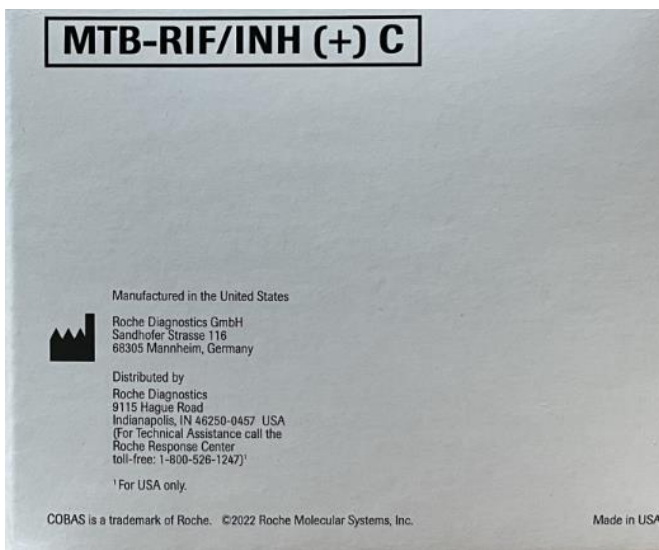 MTB-RIF/INH (+) C
Manufactured in the United States
Roche Diagnostics GmbH
Sandhofer Strasse 116
68305 Mannheim, Germany
Distributed by
Roche Diagnostics
9115 Hague Road
Indianapolis, IN 46250-0457 USA
(For Technical Assistance call the
Roche Response Center
toll-free: 1-800-526-1247)¹
¹For USA only.
COBAS is a trademark of Roche. ©2022 Roche Molecular Systems, Inc. Made in USA